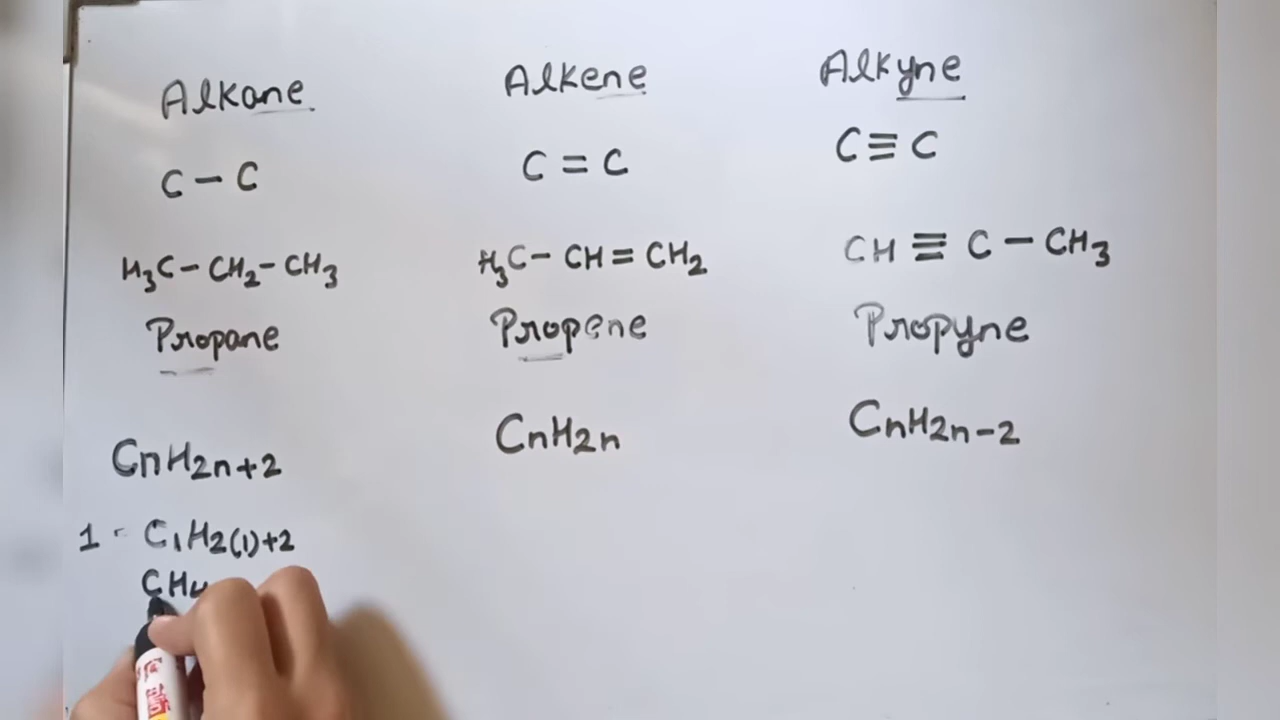 Alkane
C - C
H3C - CH2 - CH3
Propane
CnH2n+2
1 - C1H2(1)+2
CH4
Alkene
C = C
H3C - CH = CH2
Propene
CnH2n
Alkyne
C ≡ C
CH ≡ C - CH3
Propyne
CnH2n-2